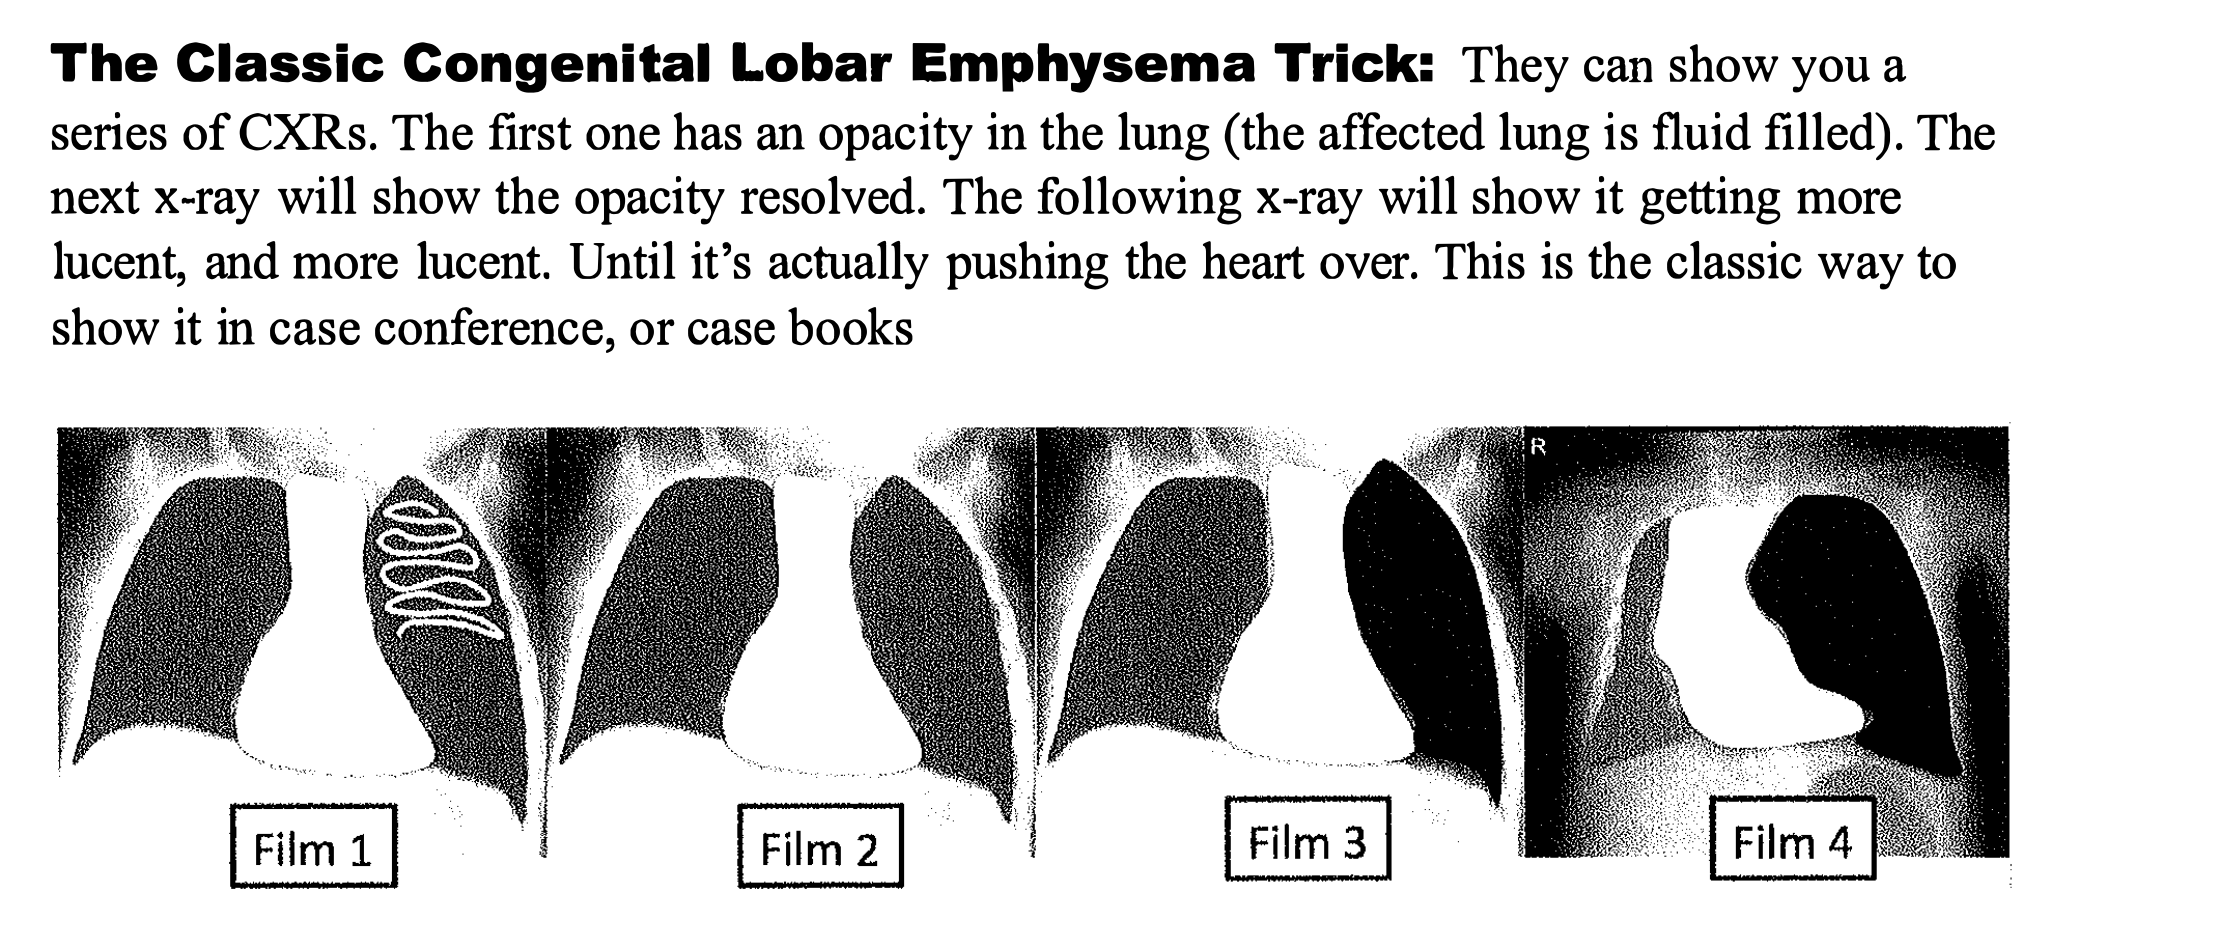 The Classic Congenital Lobar Emphysema Trick: They can show you a
series of CXRs. The first one has an opacity in the lung (the affected lung is fluid filled). The
next x-ray will show the opacity resolved. The following x-ray will show it getting more
lucent, and more lucent. Until it’s actually pushing the heart over. This is the classic way to
show it in case conference, or case books
R
Film 1
Film 2
Film 3
Film 4